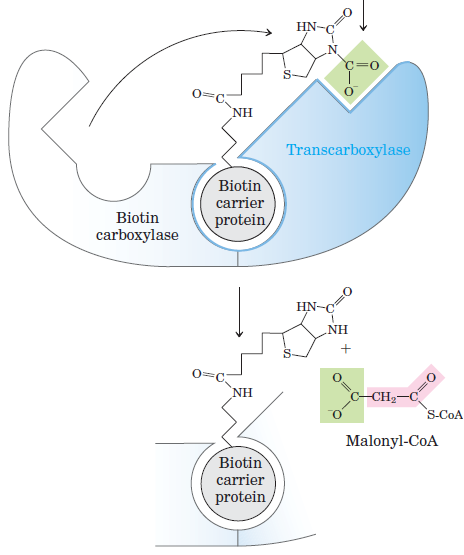 O
HN–C
N
C=O
O⁻
S
O=C
NH
Transcarboxylase
Biotin
carrier
protein
Biotin
carboxylase
O
HN–C
NH
S
+
O=C
NH
O O
C–CH₂–C
⁻O S-CoA
Malonyl-CoA
Biotin
carrier
protein